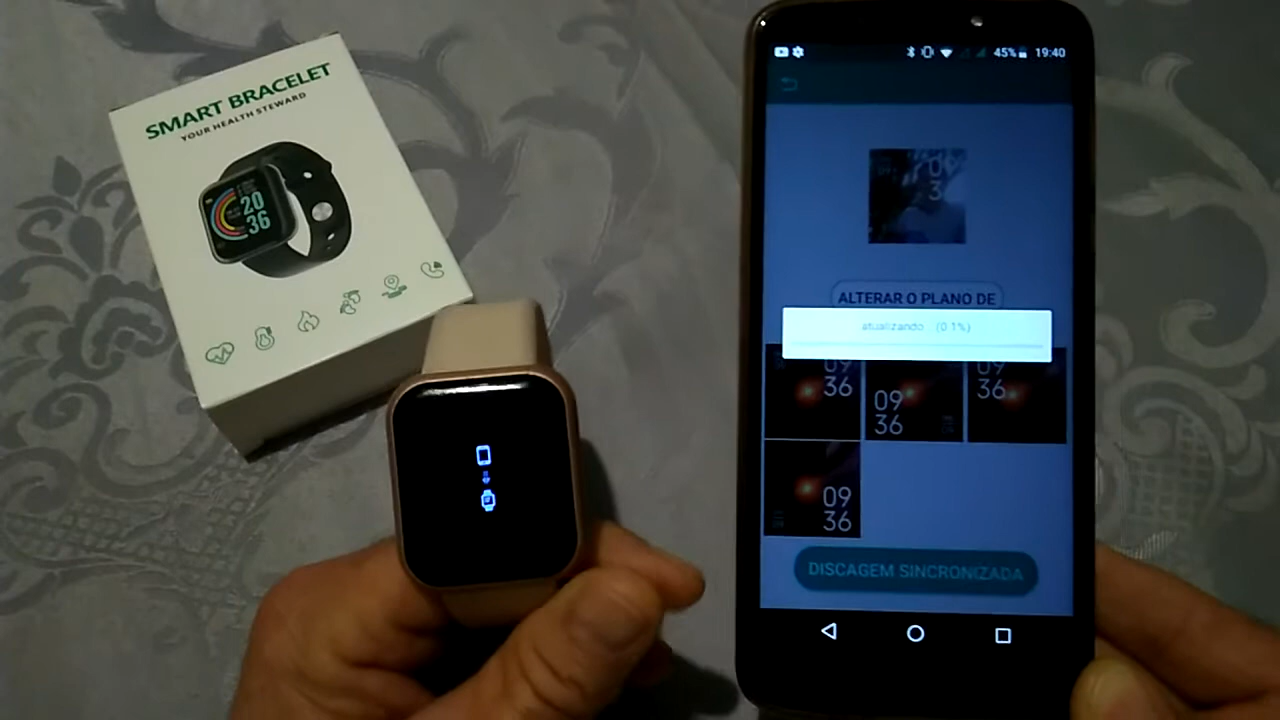 SMART BRACELET
YOUR HEALTH STEWARD
20
36
45%
19:40
09
3
ALTERAR O PLANO DE
atualizando (0.1%)
09
36
09
36
09
36
09
36
DISCAGEM SINCRONIZADA